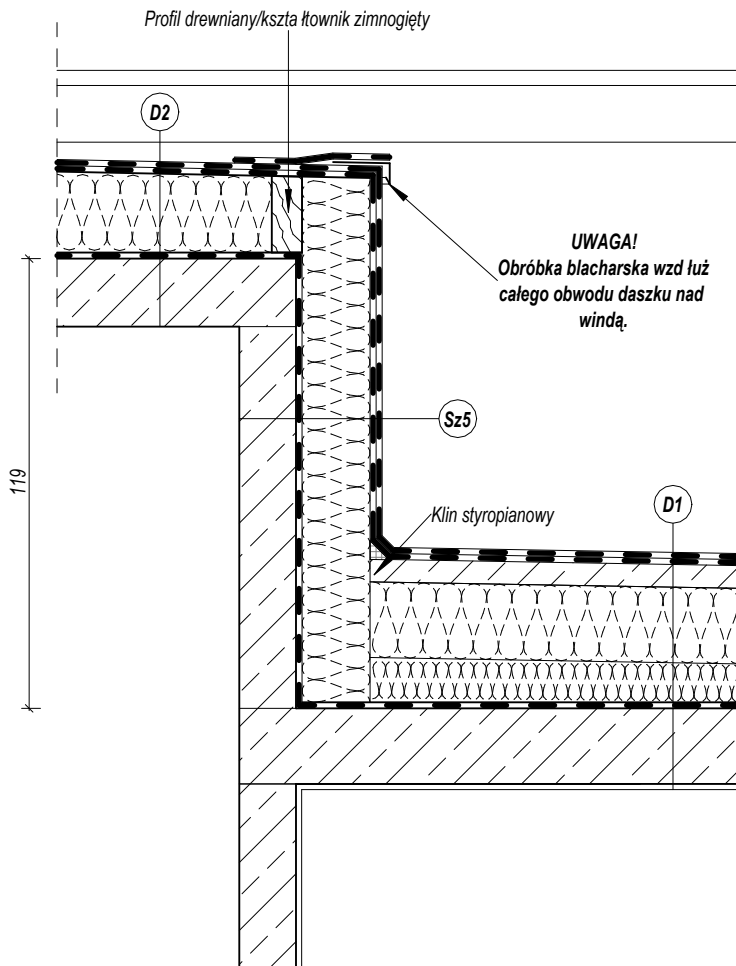 Profil drewniany/kszta łtownik zimnogięty
D2
UWAGA!
Obróbka blacharska wzd łuż
całego obwodu daszku nad
windą.
Sz5
119
Klin styropianowy
D1